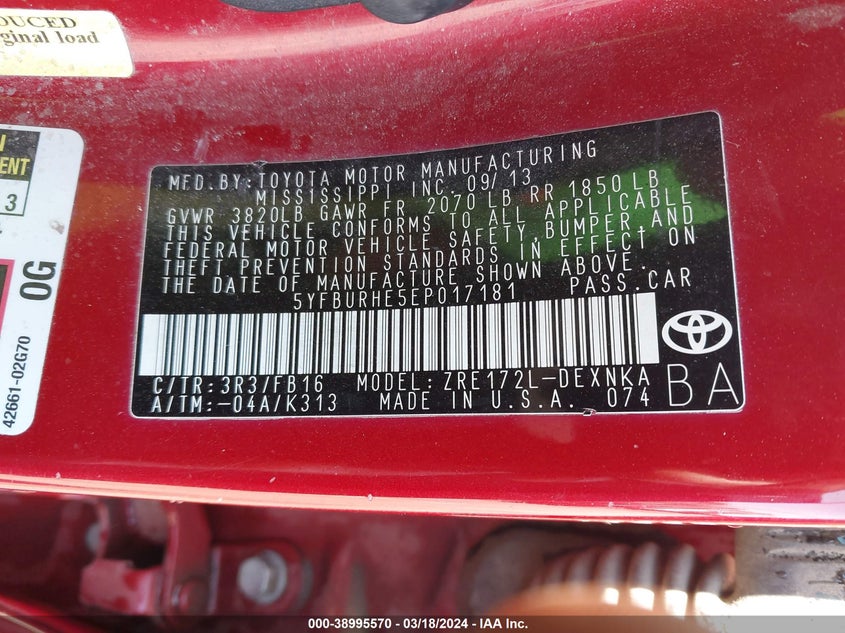 DUCED
ginal load
ENT
3
0G
42661-02G70
MFD.BY:TOYOTA MOTOR MANUFACTURING
MISSISSIPPI INC. 09/13
GVWR 3820LB GAWR FR 2070 LB RR 1850 LB
THIS VEHICLE CONFORMS TO ALL APPLICABLE
FEDERAL MOTOR VEHICLE SAFETY, BUMPER, AND
THEFT PREVENTION STANDARDS IN EFFECT ON
THE DATE OF MANUFACTURE SHOWN ABOVE.
5YFBURHE5EP017181 PASS.CAR
C/TR:3R3/FB16 MODEL:ZRE172L-DEXNKA
A/TM:-04A/K313 MADE IN U.S.A. 074
BA
000-38995570 - 03/18/2024 - IAA Inc.